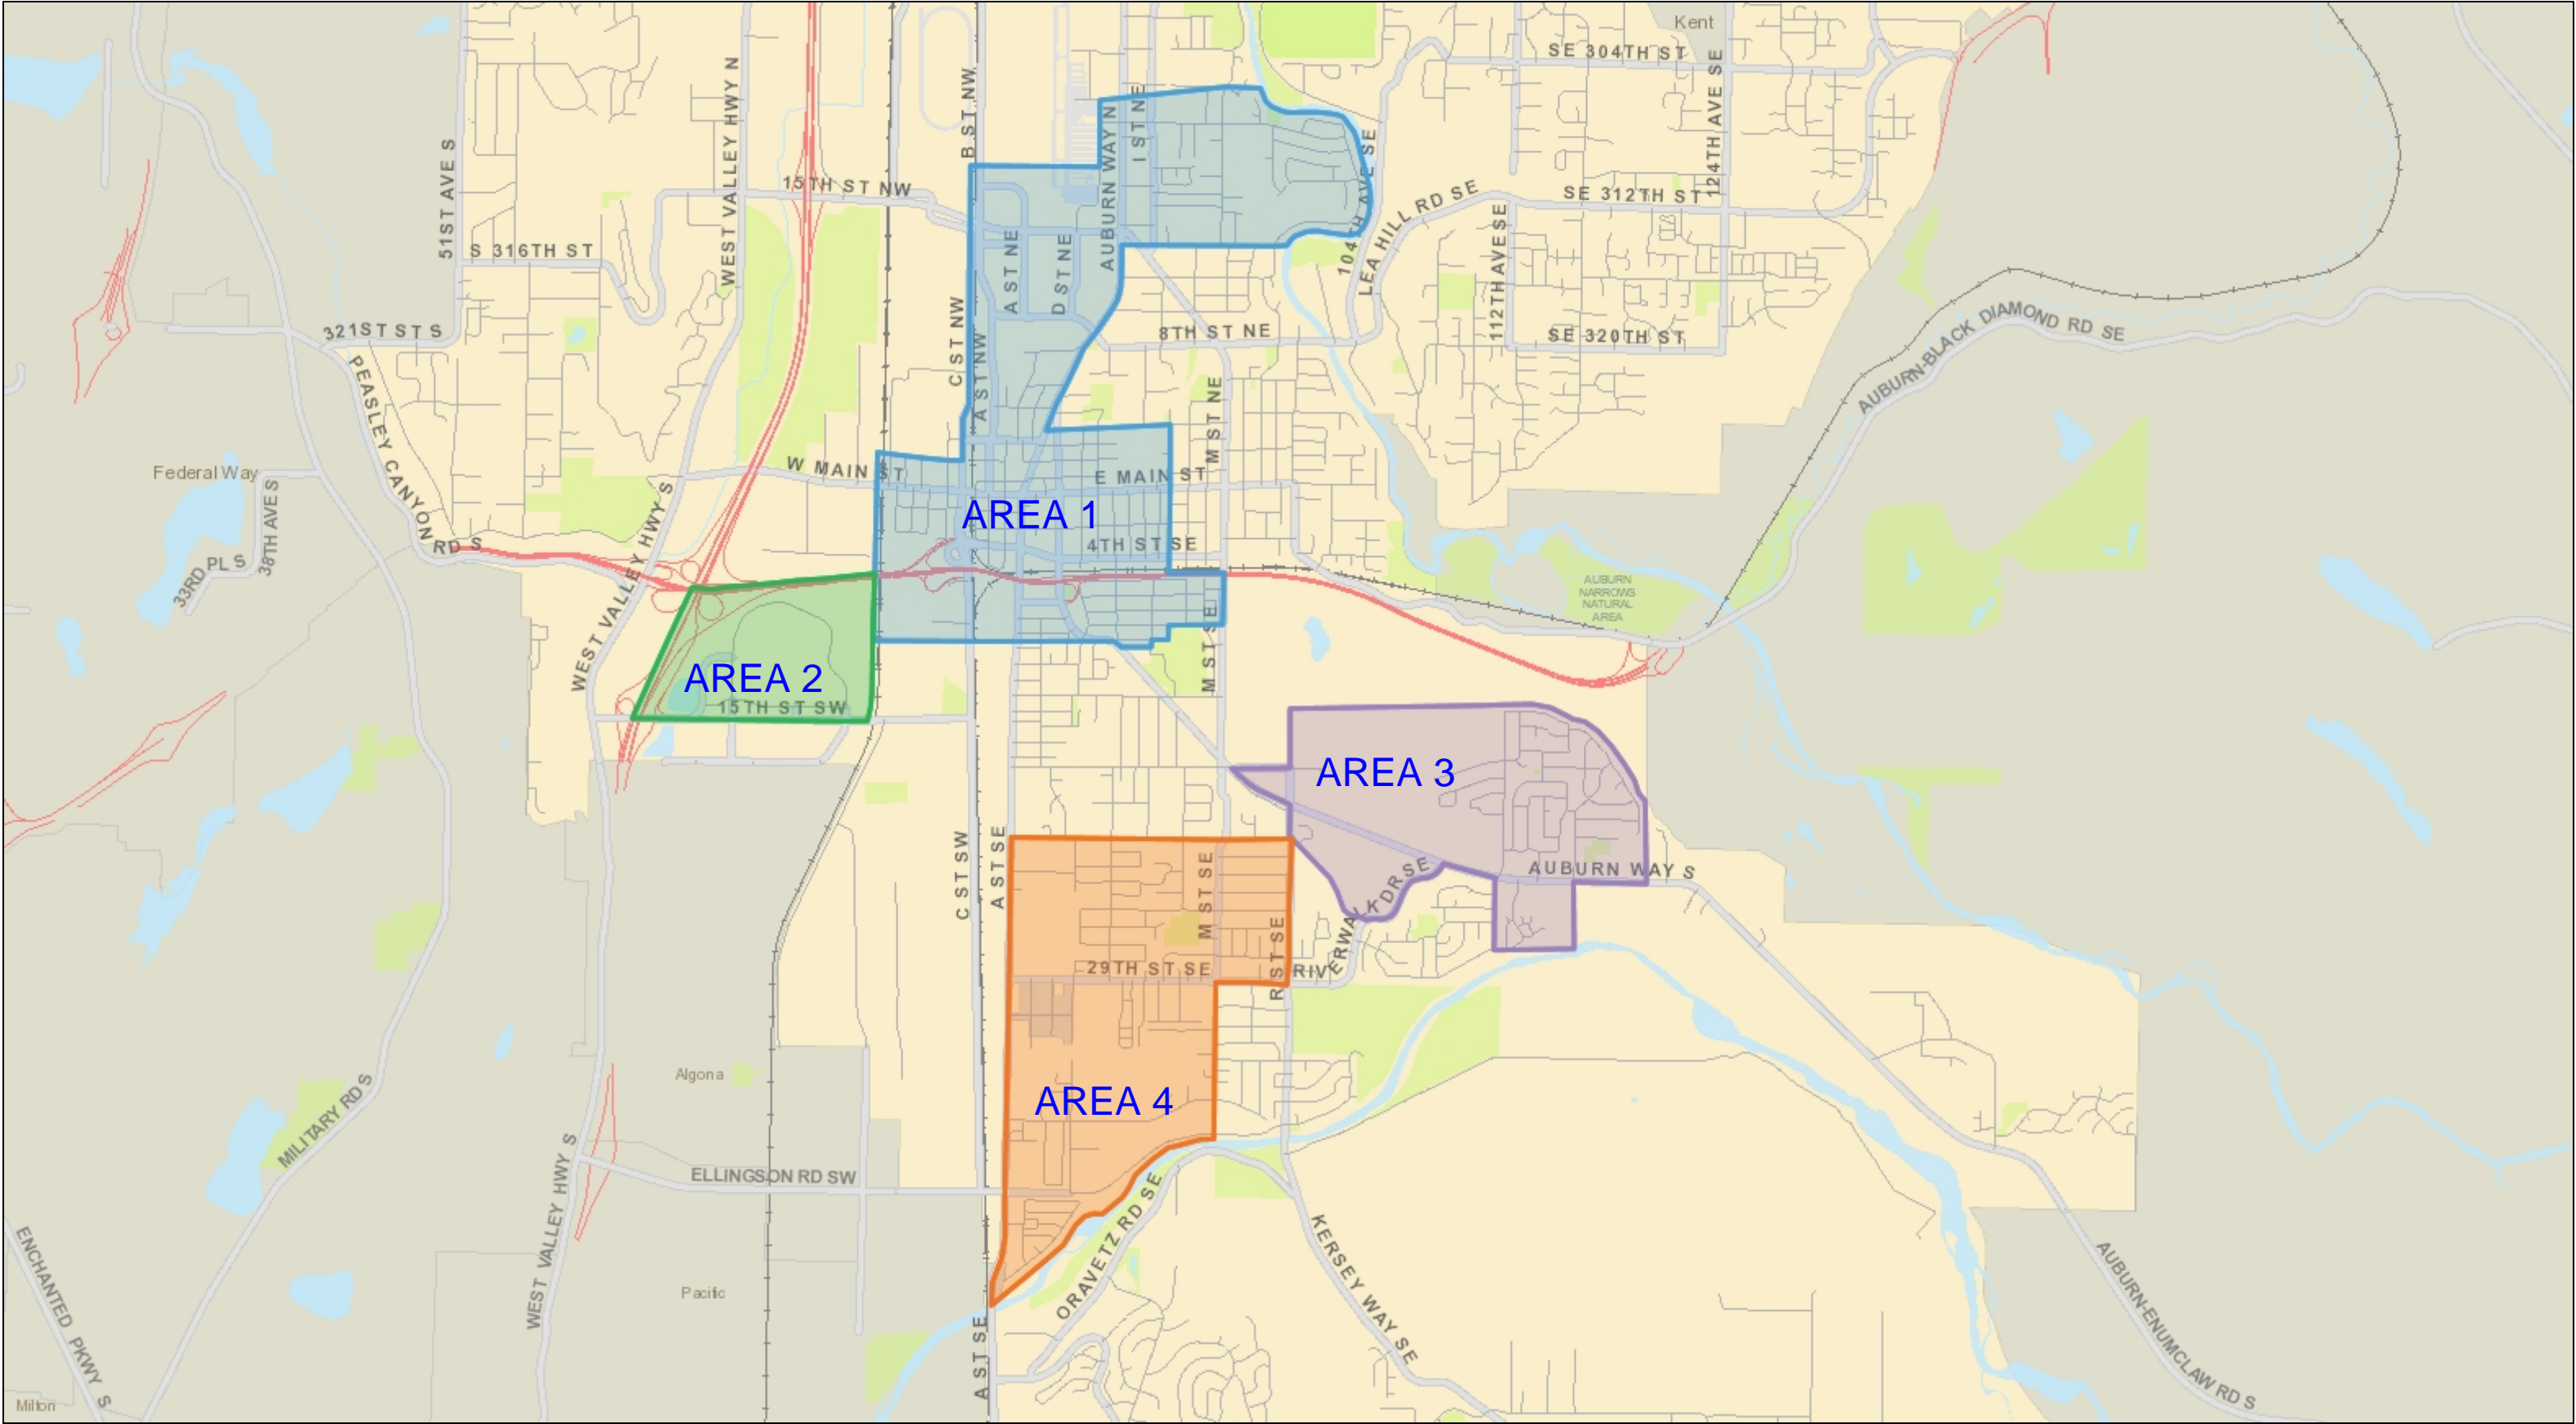 Kent
SE 304TH ST
124TH AVE SE
WEST VALLEY HWY N
B ST NW
AUBURN WAY N
I ST NE
51ST AVE S
15TH ST NW
104TH AVE SE
LEA HILL RD SE
SE 312TH ST
112TH AVE SE
S 316TH ST
A ST NE
D ST NE
321ST ST S
C ST NW
A ST NW
8TH ST NE
SE 320TH ST
AUBURN-BLACK DIAMOND RD SE
PEASLEY CANYON RD S
M ST NE
Federal Way
W MAIN ST
E MAIN ST
38TH AVE S
WEST VALLEY HWY S
AREA 1
4TH ST SE
33RD PL S
AUBURN
NARROWS
NATURAL
AREA
WEST VALLEY HWY S
M ST SE
AREA 2
15TH ST SW
AREA 3
C ST SW
A ST SE
M ST SE
AUBURN WAY S
R ST SE
RIVERWALK DR SE
29TH ST SE
Algona
AREA 4
MILITARY RD S
ELLINGSON RD SW
WEST VALLEY HWY S
ORAVETZ RD SE
KERSEY WAY SE
ENCHANTED PKWY S
Pacific
A ST SE
AUBURN-ENUMCLAW RD S
Milton